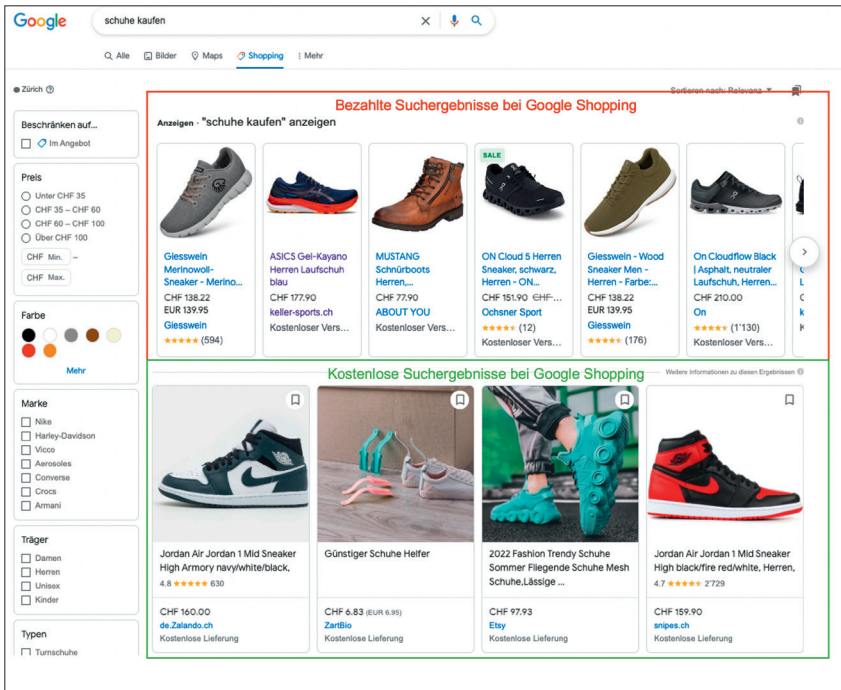 Google
schuhe kaufen
Alle Bilder Maps Shopping Mehr
Zürich
Sortieren nach: Relevanz
Bezahlte Suchergebnisse bei Google Shopping
Anzeigen · "schuhe kaufen" anzeigen
Beschränken auf...
Im Angebot
Preis
Unter CHF 35
CHF 35 – CHF 60
CHF 60 – CHF 100
Über CHF 100
CHF Min. –
CHF Max.
Farbe
Mehr
Marke
Nike
Harley-Davidson
Vicco
Aerosoles
Converse
Crocs
Armani
Träger
Damen
Herren
Unisex
Kinder
Typen
Turnschuhe
Giesswein
Merinowoll-
Sneaker - Merino...
CHF 138.22
EUR 139.95
Giesswein
(594)
ASICS Gel-Kayano
Herren Laufschuh
blau
CHF 177.90
keller-sports.ch
Kostenloser Vers...
MUSTANG
Schnürboots
Herren,...
CHF 77.90
ABOUT YOU
Kostenloser Vers...
SALE
ON Cloud 5 Herren
Sneaker, schwarz,
Herren - ON...
CHF 151.90 CHF ...
Ochsner Sport
(12)
Kostenloser Vers...
Giesswein - Wood
Sneaker Men -
Herren - Farbe:...
CHF 138.22
EUR 139.95
Giesswein
(176)
On Cloudflow Black
| Asphalt, neutraler
Laufschuh, Herren...
CHF 210.00
On
(1'130)
Kostenloser Vers...
Kostenlose Suchergebnisse bei Google Shopping
Weitere Informationen zu diesen Ergebnissen
Jordan Air Jordan 1 Mid Sneaker
High Armory navy/white/black,
4.8 630
CHF 160.00
de.Zalando.ch
Kostenlose Lieferung
Günstiger Schuhe Helfer
CHF 6.83 (EUR 6.95)
ZartBio
Kostenlose Lieferung
2022 Fashion Trendy Schuhe
Sommer Fliegende Schuhe Mesh
Schuhe,Lässige ...
CHF 97.93
Etsy
Kostenlose Lieferung
Jordan Air Jordan 1 Mid Sneaker
High black/fire red/white, Herren,
4.7 2'729
CHF 159.90
snipes.ch
Kostenlose Lieferung